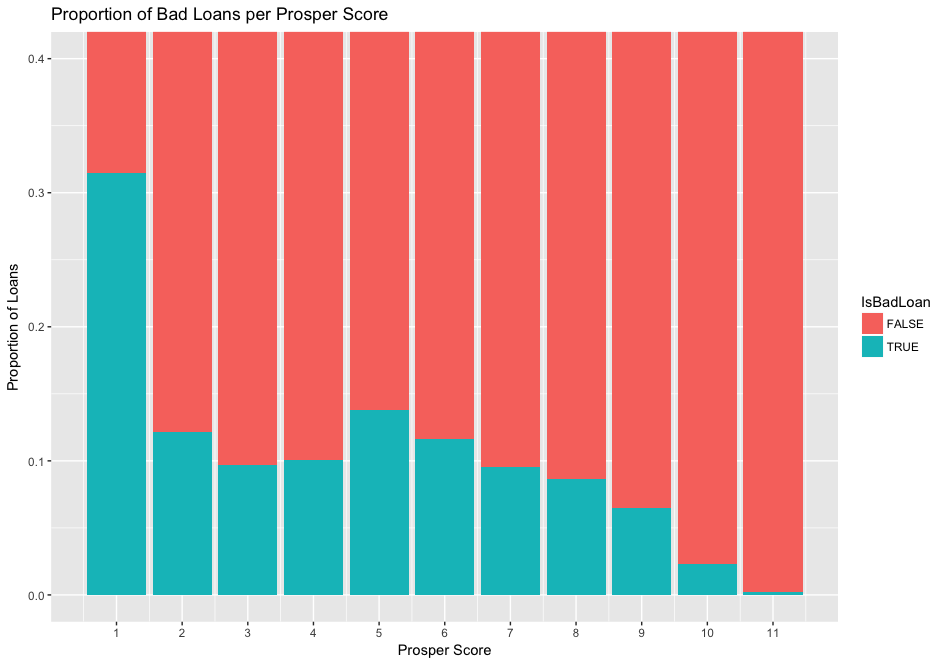 Proportion of Bad Loans per Prosper Score
0.4
0.3
0.2
0.1
0.0
Proportion of Loans
1 2 3 4 5 6 7 8 9 10 11
Prosper Score
IsBadLoan
FALSE
TRUE